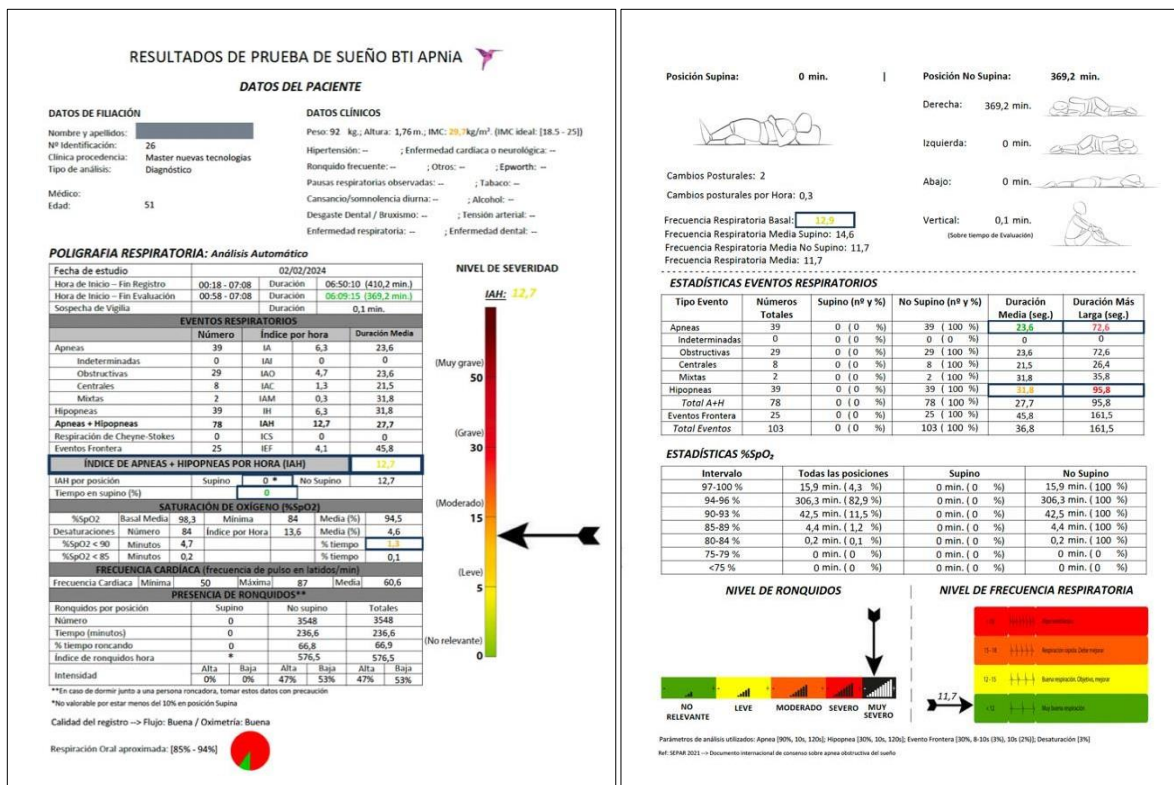 RESULTADOS DE PRUEBA DE SUEÑO BTI APNiA
DATOS DEL PACIENTE
DATOS DE FILIACIÓN
Nombre y apellidos:
Nº Identificación: 26
Clínica procedencia: Master nuevas tecnologias
Tipo de análisis: Diagnóstico
Médico:
Edad: 51
DATOS CLÍNICOS
Peso: 92 kg.; Altura: 1,76 m.; IMC: 29,7kg/m². (IMC ideal: [18.5 - 25])
Hipertensión: -- ; Enfermedad cardíaca o neurológica: --
Ronquido frecuente: -- ; Otros: -- ; Epworth: --
Pausas respiratorias observadas: -- ; Tabaco: --
Cansancio/somnolencia diurna: -- ; Alcohol: --
Desgaste Dental / Bruxismo: -- ; Tensión arterial: --
Enfermedad respiratoria: -- ; Enfermedad dental: --
POLIGRAFIA RESPIRATORIA: Análisis Automático
Fecha de estudio 02/02/2024
Hora de Inicio – Fin Registro 00:18 - 07:08 Duración 06:50:10 (410,2 min.)
Hora de Inicio – Fin Evaluación 00:58 - 07:08 Duración 06:09:15 (369,2 min.)
Sospecha de Vigilia Duración 0,1 min.
EVENTOS RESPIRATORIOS
Número Índice por hora Duración Media
Apneas 39 IA 6,3 23,6
Indeterminadas 0 IAI 0 0
Obstructivas 29 IAO 4,7 23,6
Centrales 8 IAC 1,3 21,5
Mixtas 2 IAM 0,3 31,8
Hipopneas 39 IH 6,3 31,8
Apneas + Hipopneas 78 IAH 12,7 27,7
Respiración de Cheyne-Stokes 0 ICS 0 0
Eventos Frontera 25 IEF 4,1 45,8
ÍNDICE DE APNEAS + HIPOPNEAS POR HORA (IAH) 12,7
IAH por posición Supino 0 * No Supino 12,7
Tiempo en supino (%) 0
SATURACIÓN DE OXÍGENO (%SpO2)
%SpO2 Basal Media 98,3 Mínima 84 Media (%) 94,5
Desaturaciones Número 84 Índice por Hora 13,6 Media (%) 4,6
%SpO2 < 90 Minutos 4,7 % tiempo 1,3
%SpO2 < 85 Minutos 0,2 % tiempo 0,1
FRECUENCIA CARDÍACA (frecuencia de pulso en latidos/min)
Frecuencia Cardiaca Mínima 50 Máxima 87 Media 60,6
PRESENCIA DE RONQUIDOS**
Ronquidos por posición Supino No supino Totales
Número 0 3548 3548
Tiempo (minutos) 0 236,6 236,6
% tiempo roncando 0 66,8 66,9
Índice de ronquidos hora * 576,5 576,5
Intensidad Alta Baja Alta Baja Alta Baja
0% 0% 47% 53% 47% 53%
**En caso de dormir junto a una persona roncadora, tomar estos datos con precaución
*No valorable por estar menos del 10% en posición Supina
Calidad del registro --> Flujo: Buena / Oximetría: Buena
Respiración Oral aproximada: [85% - 94%]
NIVEL DE SEVERIDAD
IAH: 12,7
(Muy grave)
50
(Grave)
30
(Moderado)
15
(Leve)
5
(No relevante)
0
Posición Supina: 0 min. | Posición No Supina: 369,2 min.
Derecha: 369,2 min.
Izquierda: 0 min.
Abajo: 0 min.
Vertical: 0,1 min.
(Sobre tiempo de Evaluación)
Cambios Posturales: 2
Cambios posturales por Hora: 0,3
Frecuencia Respiratoria Basal: 12,9
Frecuencia Respiratoria Media Supino: 14,6
Frecuencia Respiratoria Media No Supino: 11,7
Frecuencia Respiratoria Media: 11,7
ESTADÍSTICAS EVENTOS RESPIRATORIOS
Tipo Evento Números Totales Supino (nº y %) No Supino (nº y %) Duración Media (seg.) Duración Más Larga (seg.)
Apneas 39 0 ( 0 %) 39 ( 100 %) 23,6 72,6
Indeterminadas 0 0 ( 0 %) 0 ( 0 %) 0 0
Obstructivas 29 0 ( 0 %) 29 ( 100 %) 23,6 72,6
Centrales 8 0 ( 0 %) 8 ( 100 %) 21,5 26,4
Mixtas 2 0 ( 0 %) 2 ( 100 %) 31,8 35,8
Hipopneas 39 0 ( 0 %) 39 ( 100 %) 31,8 95,8
Total A+H 78 0 ( 0 %) 78 ( 100 %) 27,7 95,8
Eventos Frontera 25 0 ( 0 %) 25 ( 100 %) 45,8 161,5
Total Eventos 103 0 ( 0 %) 103 ( 100 %) 36,8 161,5
ESTADÍSTICAS %SpO₂
Intervalo Todas las posiciones Supino No Supino
97-100 % 15,9 min. ( 4,3 %) 0 min. ( 0 %) 15,9 min. ( 100 %)
94-96 % 306,3 min. ( 82,9 %) 0 min. ( 0 %) 306,3 min. ( 100 %)
90-93 % 42,5 min. ( 11,5 %) 0 min. ( 0 %) 42,5 min. ( 100 %)
85-89 % 4,4 min. ( 1,2 %) 0 min. ( 0 %) 4,4 min. ( 100 %)
80-84 % 0,2 min. ( 0,1 %) 0 min. ( 0 %) 0,2 min. ( 100 %)
75-79 % 0 min. ( 0 %) 0 min. ( 0 %) 0 min. ( 0 %)
<75 % 0 min. ( 0 %) 0 min. ( 0 %) 0 min. ( 0 %)
NIVEL DE RONQUIDOS
NO RELEVANTE
LEVE
MODERADO
SEVERO
MUY SEVERO
NIVEL DE FRECUENCIA RESPIRATORIA
15 - 18 Respiración rápida. Debe mejorar
12 - 15 Buena respiración. Objetivo, mejorar
11,7
< 12 Muy buena respiración
Parámetros de análisis utilizados: Apnea [90%, 10s, 120s]; Hipopnea [30%, 10s, 120s]; Evento Frontera [30%, 8-10s (3%), 10s (2%)]; Desaturación [3%]
Ref: SEPAR 2021 --> Documento internacional de consenso sobre apnea obstructiva del sueño